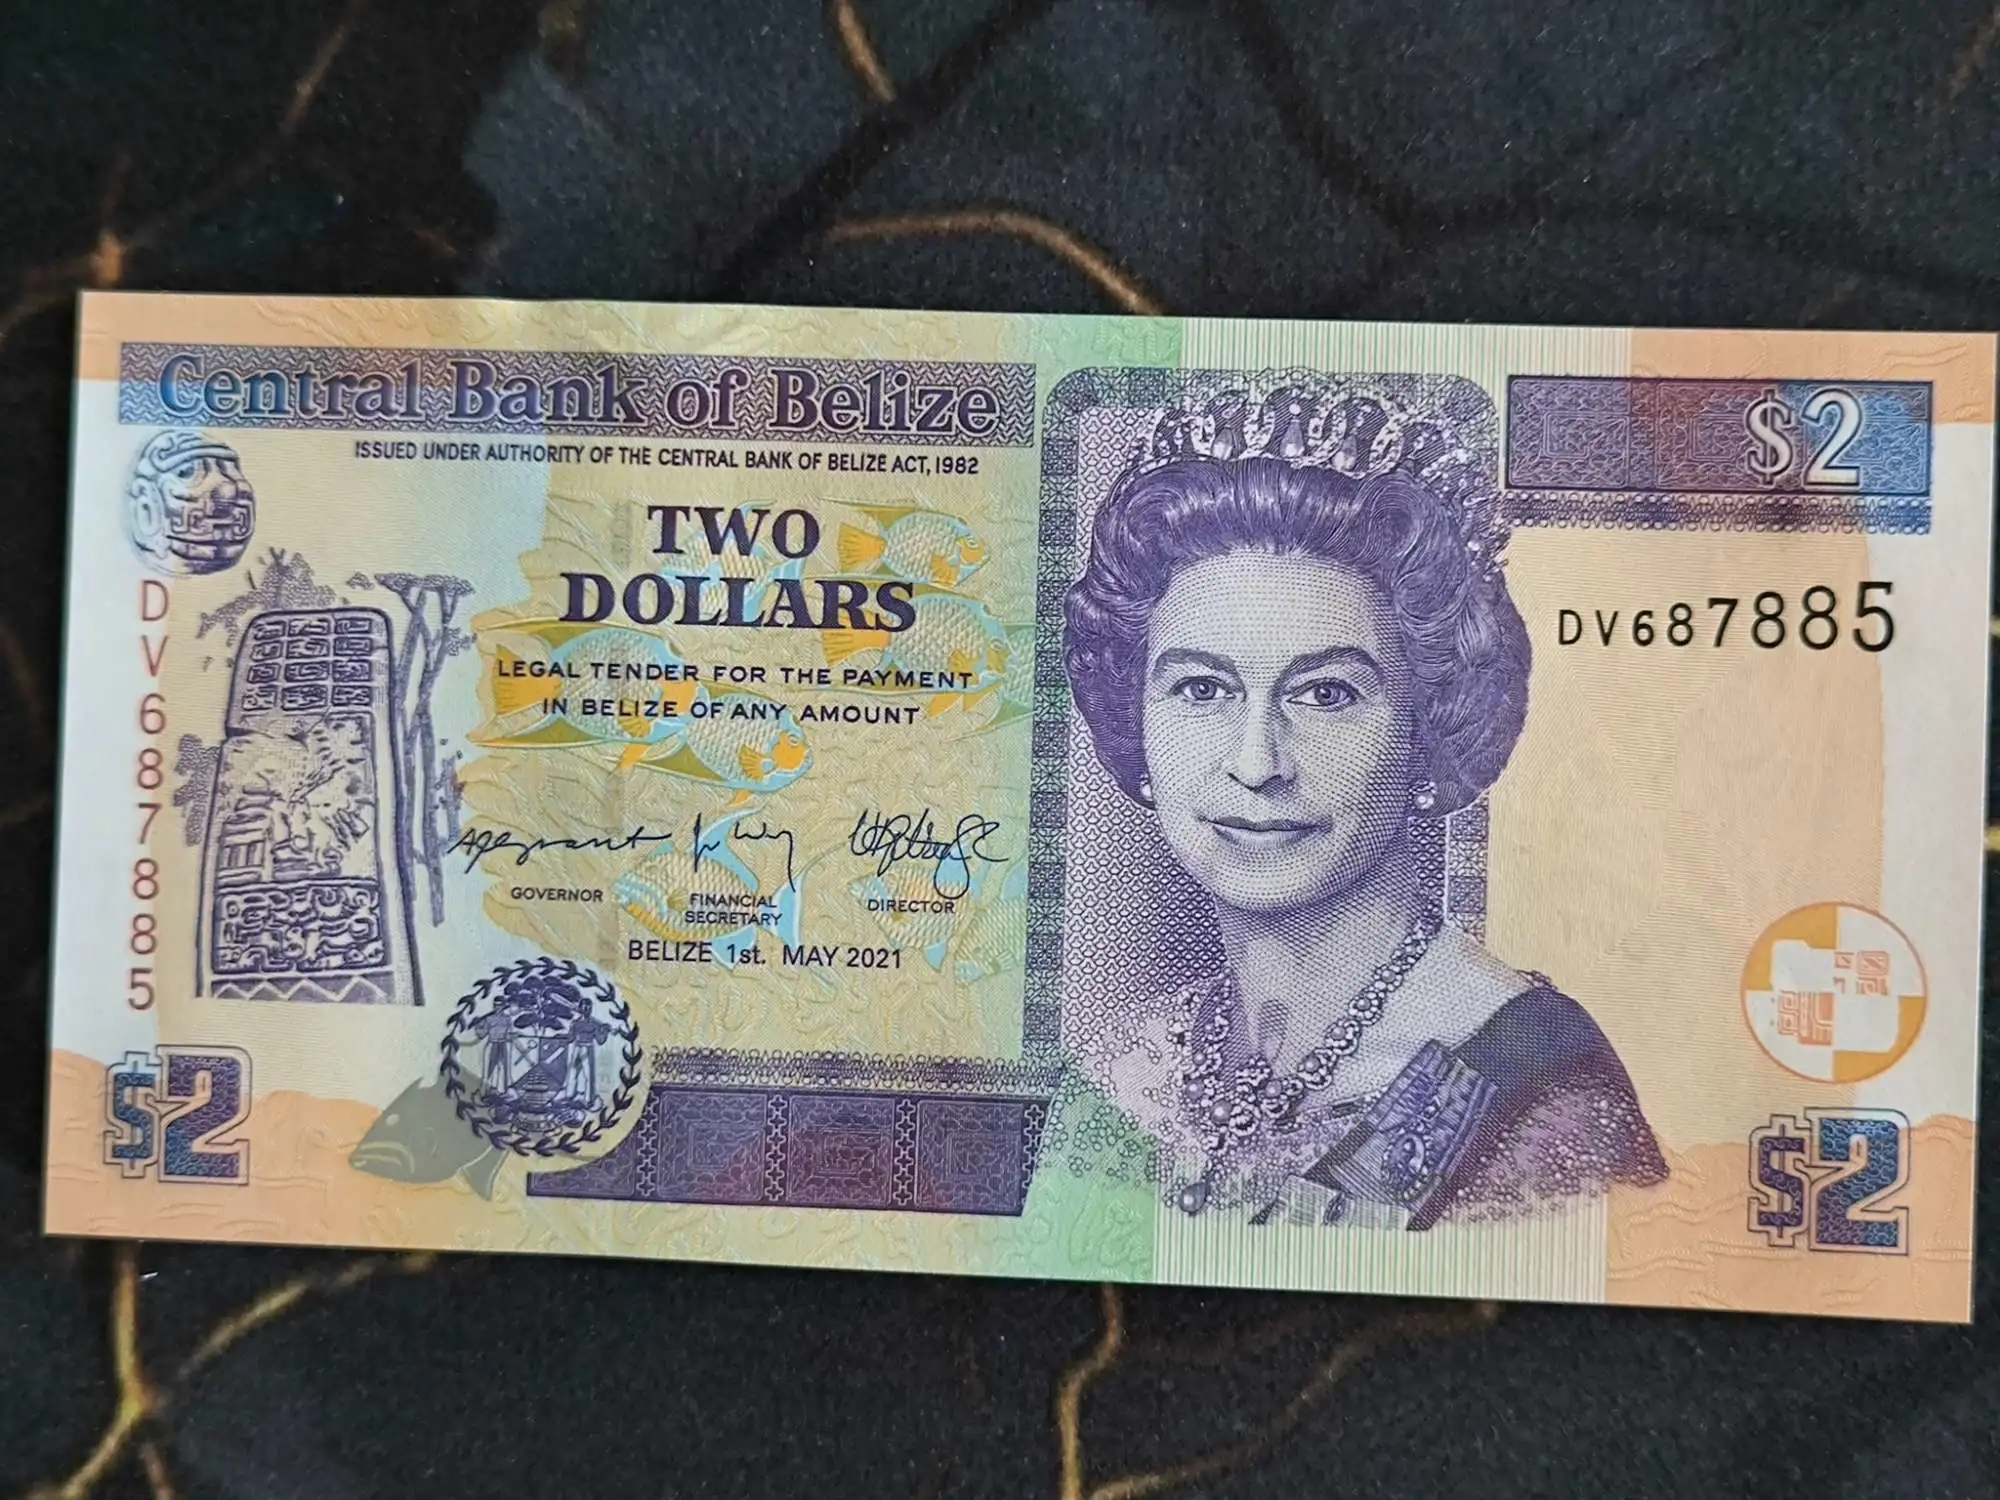 Central Bank of Belize
ISSUED UNDER AUTHORITY OF THE CENTRAL BANK OF BELIZE ACT, 1982
$2
TWO
DOLLARS
DV687885
LEGAL TENDER FOR THE PAYMENT
IN BELIZE OF ANY AMOUNT
DV687885
GOVERNOR
FINANCIAL
SECRETARY
DIRECTOR
BELIZE 1st. MAY 2021
$2
$2